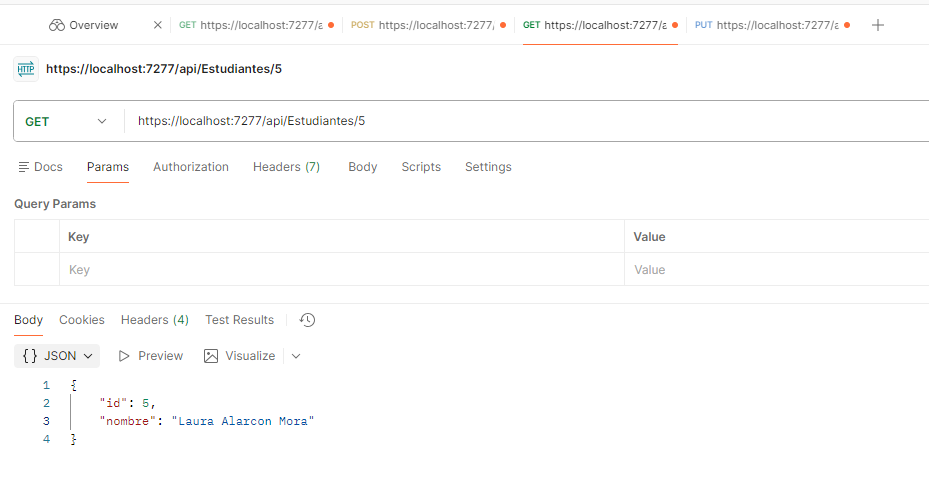 Overview
GET https://localhost:7277/a
POST https://localhost:7277/
GET https://localhost:7277/a
PUT https://localhost:7277/a
HTTP https://localhost:7277/api/Estudiantes/5
GET https://localhost:7277/api/Estudiantes/5
Docs Params Authorization Headers (7) Body Scripts Settings
Query Params
Key Value
Key Value
Body Cookies Headers (4) Test Results
{} JSON Preview Visualize
1 {
2 "id": 5,
3 "nombre": "Laura Alarcon Mora"
4 }